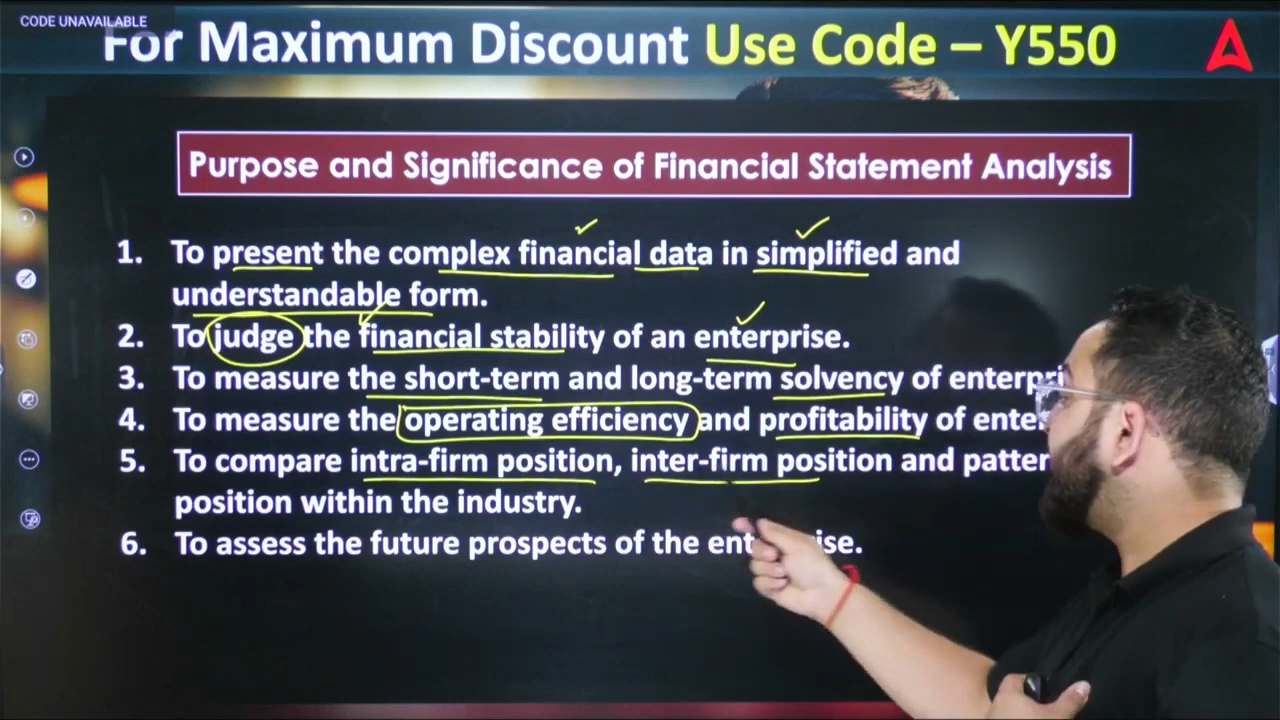 CODE UNAVAILABLE
For Maximum Discount Use Code – Y550
Purpose and Significance of Financial Statement Analysis
1. To present the complex financial data in simplified and
understandable form.
2. To judge the financial stability of an enterprise.
3. To measure the short-term and long-term solvency of
4. To measure the operating efficiency and profitability of
5. To compare intra-firm position, inter-firm position and
position within the industry.
6. To assess the future prospects of the